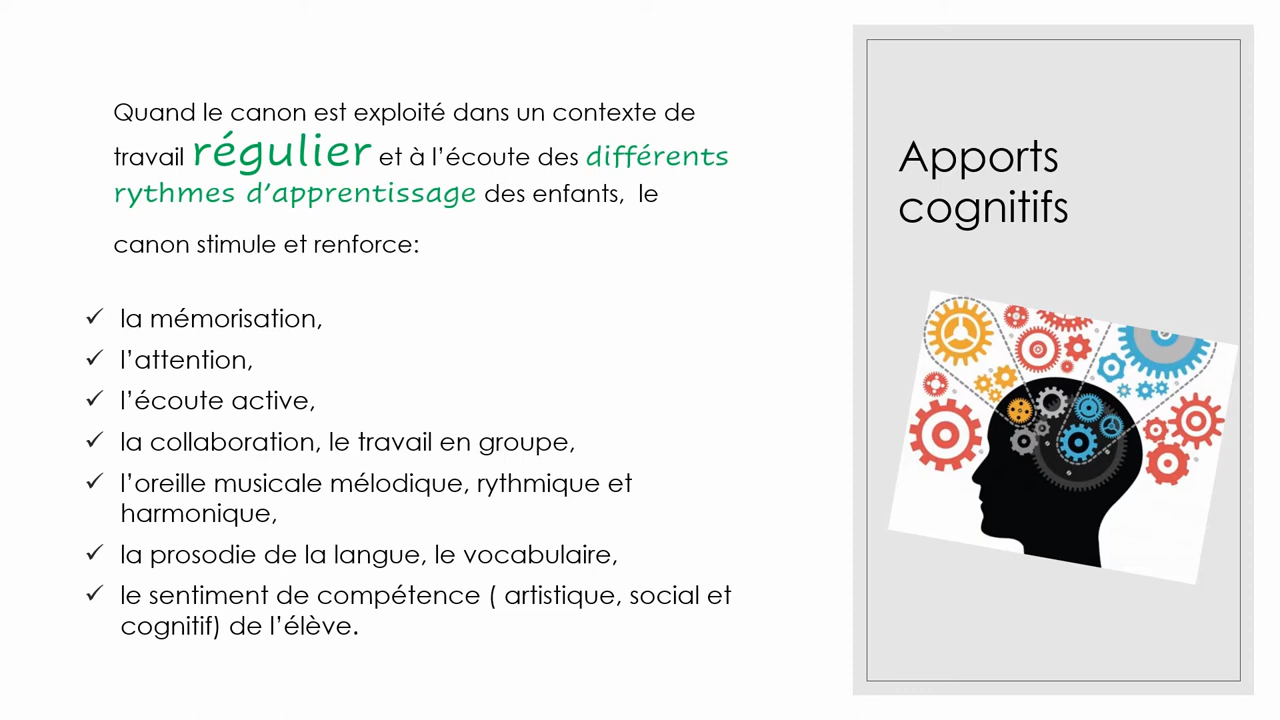 Quand le canon est exploité dans un contexte de
travail régulier et à l’écoute des différents
rythmes d’apprentissage des enfants, le
canon stimule et renforce:
✓ la mémorisation,
✓ l’attention,
✓ l’écoute active,
✓ la collaboration, le travail en groupe,
✓ l’oreille musicale mélodique, rythmique et
harmonique,
✓ la prosodie de la langue, le vocabulaire,
✓ le sentiment de compétence ( artistique, social et
cognitif) de l’élève.
Apports
cognitifs